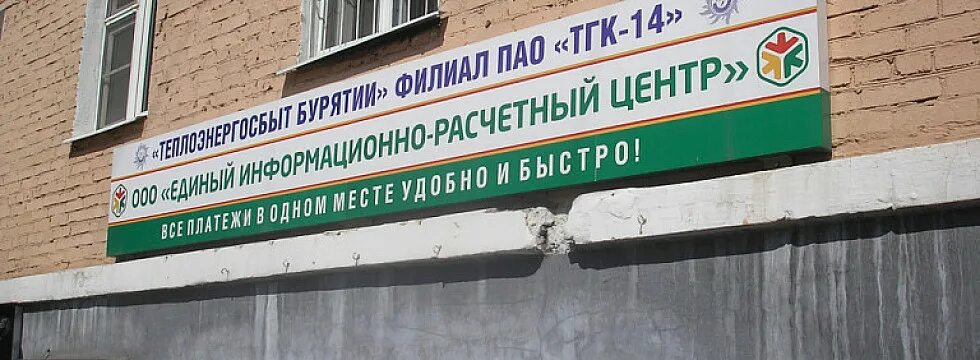 «ТЕПЛОЭНЕРГОСБЫТ БУРЯТИИ» ФИЛИАЛ ПАО «ТГК-14»
ООО «ЕДИНЫЙ ИНФОРМАЦИОННО-РАСЧЕТНЫЙ ЦЕНТР»
ВСЕ ПЛАТЕЖИ В ОДНОМ МЕСТЕ УДОБНО И БЫСТРО!